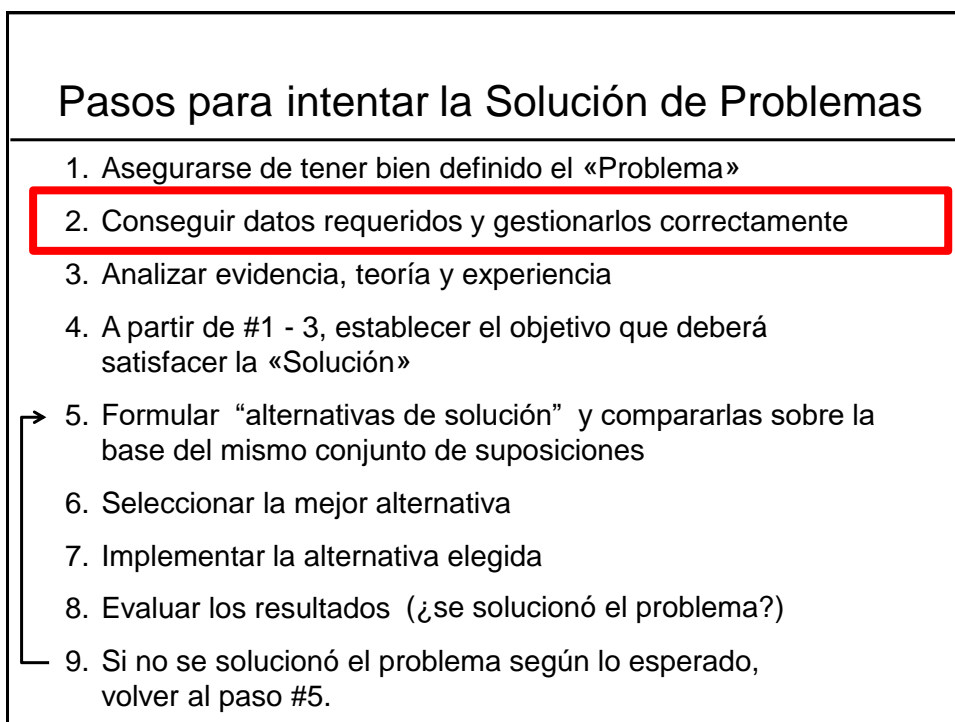 Pasos para intentar la Solución de Problemas
1. Asegurarse de tener bien definido el «Problema»
2. Conseguir datos requeridos y gestionarlos correctamente
3. Analizar evidencia, teoría y experiencia
4. A partir de #1 - 3, establecer el objetivo que deberá
satisfacer la «Solución»
5. Formular “alternativas de solución” y compararlas sobre la
base del mismo conjunto de suposiciones
6. Seleccionar la mejor alternativa
7. Implementar la alternativa elegida
8. Evaluar los resultados (¿se solucionó el problema?)
9. Si no se solucionó el problema según lo esperado,
volver al paso #5.